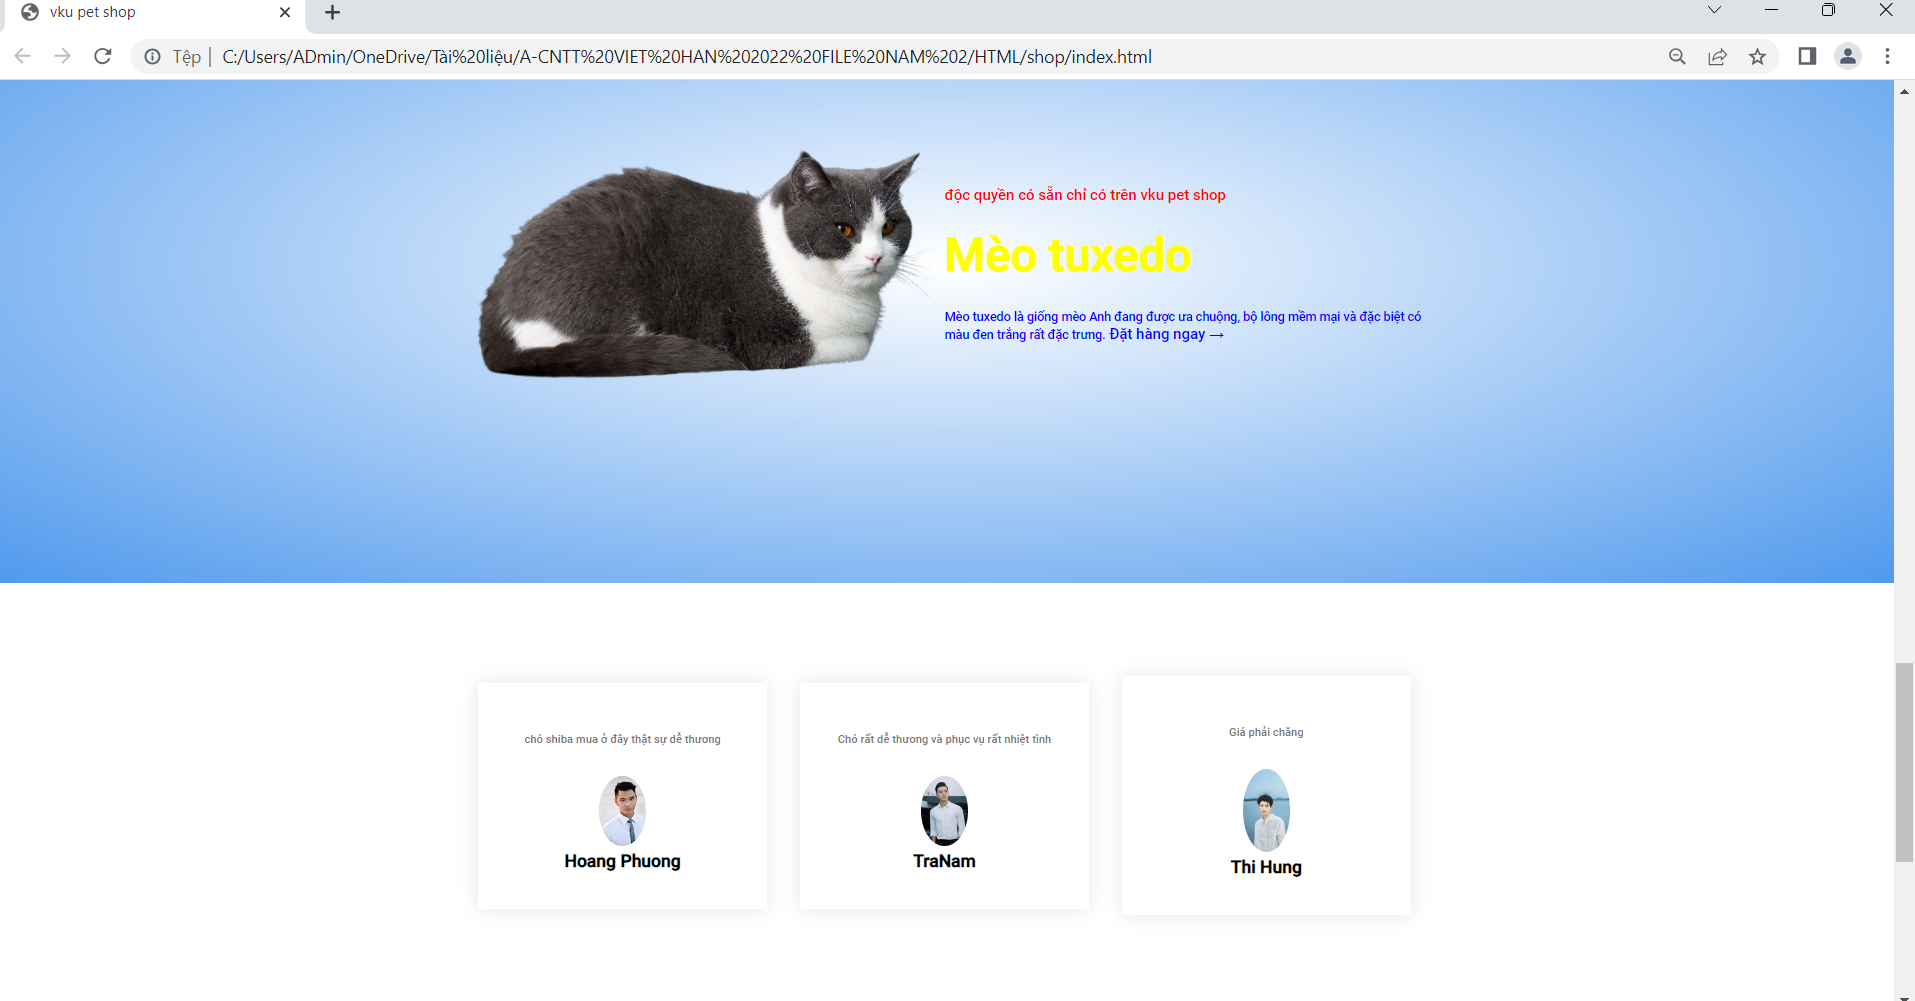 vku pet shop
Tệp | C:/Users/ADmin/OneDrive/Tài%20liệu/A-CNTT%20VIET%20HAN%202022%20FILE%20NAM%202/HTML/shop/index.html
độc quyền có sẵn chỉ có trên vku pet shop
Mèo tuxedo
Mèo tuxedo là giống mèo Anh đang được ưa chuộng, bộ lông mềm mại và đặc biệt có
màu đen trắng rất đặc trưng. Đặt hàng ngay →
chó shiba mua ở đây thật sự dễ thương
Hoang Phuong
Chó rất dễ thương và phục vụ rất nhiệt tình
TraNam
Giá phải chăng
Thi Hung